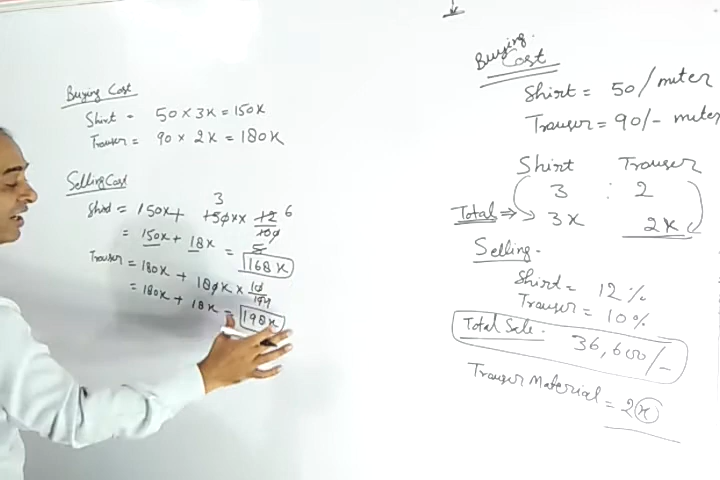 Buying Cost
Shirt = 50 × 3x = 150x
Trouser = 90 × 2x = 180x
Selling Cost
Shirt = 150x + 150x × 12/100
3 6 5
= 150x + 18x = 168x
Trouser = 180x + 180x × 10/100
= 180x + 18x = 198x
Buying
Cost
Shirt = 50/meter
Trouser = 90/- meter
Shirt Trouser
3 : 2
Total ⇒ 3x 2x
Selling.
Shirt = 12%
Trouser = 10%
Total Sale. 36,600/-
Trouser Material = 2x